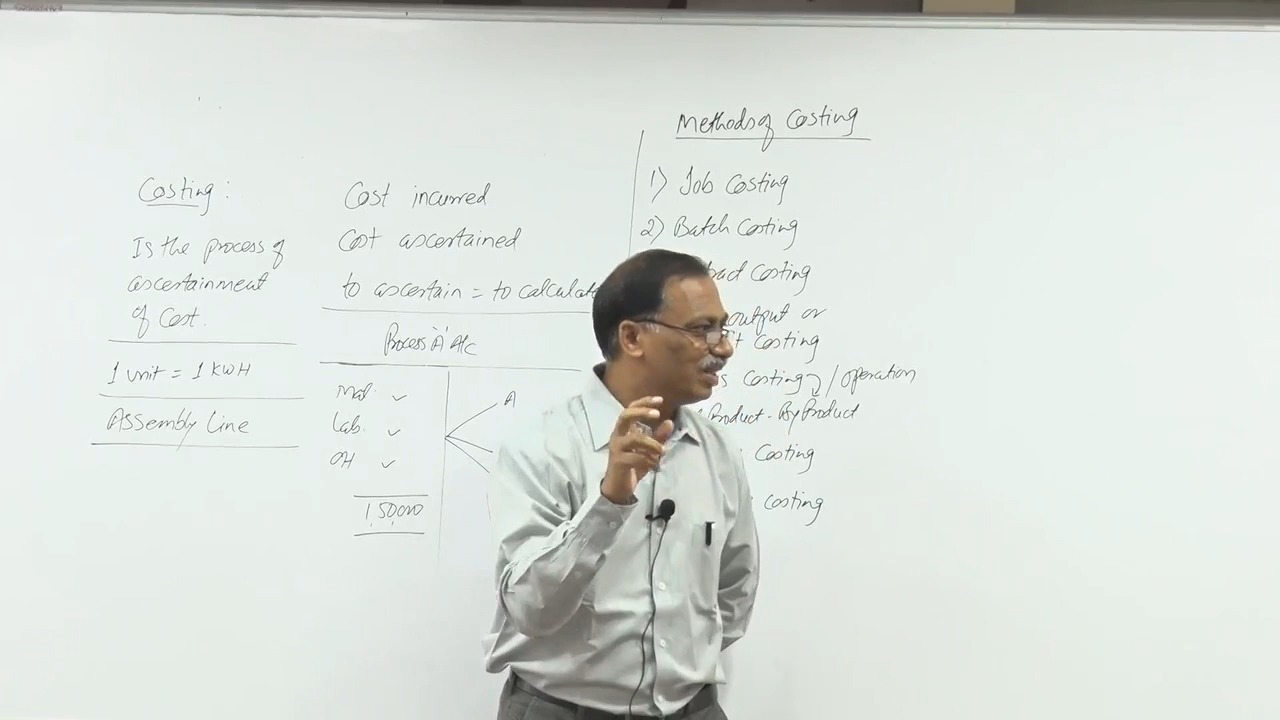 Costing :
Is the process of
ascertainment
of Cost.
1 unit = 1 KWH
Assembly Line
Cost incurred
Cost ascertained
to ascertain = to calculate
Process "A" A/c
Mat. ✓
Lab. ✓
OH ✓
1,50,000
A
Methods of Costing
1) Job Costing
2) Batch Costing
Costing
output or
Costing
Costing / operation
Product - By Product
Costing
Costing